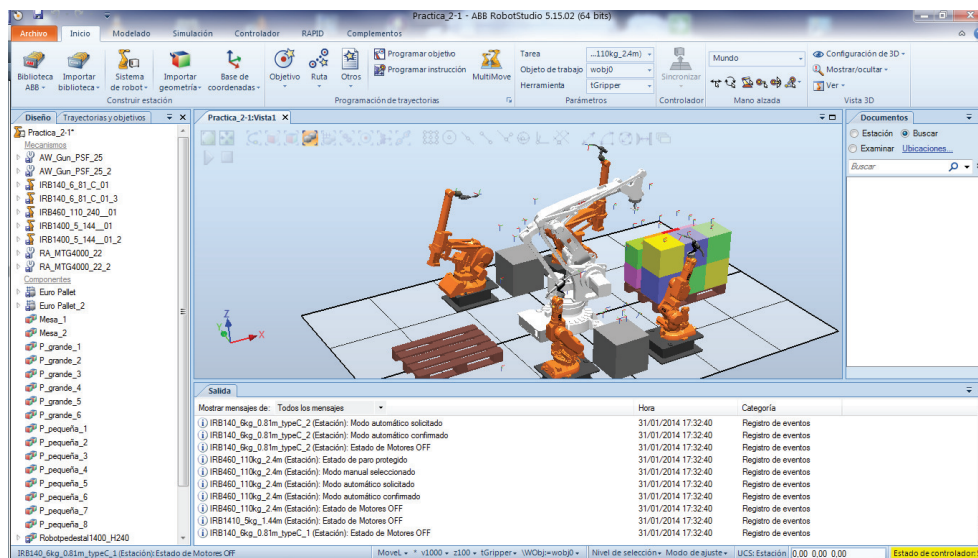 Practica_2-1 - ABB RobotStudio 5.15.02 (64 bits)
Archivo Inicio Modelado Simulación Controlador RAPID Complementos
Biblioteca ABB Importar biblioteca Sistema de robot Importar geometría Base de coordenadas
Construir estación
Objetivo Ruta Otros
Programar objetivo
Programar instrucción
MultiMove
Programación de trayectorias
Tarea ...110kg_2.4m)
Objeto de trabajo wobj0
Herramienta tGripper
Parámetros
Sincronizar
Controlador
Mundo
Mano alzada
Configuración de 3D
Mostrar/ocultar
Ver
Vista 3D
Diseño Trayectorias y objetivos
Practica_2-1*
Mecanismos
AW_Gun_PSF_25
AW_Gun_PSF_25_2
IRB140_6_81_C_01
IRB140_6_81_C_01_3
IRB460_110_240__01
IRB1400_5_144__01
IRB1400_5_144__01_2
RA_MTG4000_22
RA_MTG4000_22_2
Componentes
Euro Pallet
Euro Pallet_2
Mesa_1
Mesa_2
P_grande_1
P_grande_2
P_grande_3
P_grande_4
P_grande_5
P_grande_6
P_pequeña_1
P_pequeña_2
P_pequeña_3
P_pequeña_4
P_pequeña_5
P_pequeña_6
P_pequeña_7
P_pequeña_8
Robotpedestal1400_H240
Practica_2-1:Vista1
Z
Y
X
Documentos
Estación Buscar
Examinar Ubicaciones...
Buscar
Salida
Mostrar mensajes de: Todos los mensajes Hora Categoría
IRB140_6kg_0.81m_typeC_2 (Estación): Modo automático solicitado 31/01/2014 17:32:40 Registro de eventos
IRB140_6kg_0.81m_typeC_2 (Estación): Modo automático confirmado 31/01/2014 17:32:40 Registro de eventos
IRB140_6kg_0.81m_typeC_2 (Estación): Estado de Motores OFF 31/01/2014 17:32:40 Registro de eventos
IRB460_110kg_2.4m (Estación): Estado de paro protegido 31/01/2014 17:32:40 Registro de eventos
IRB460_110kg_2.4m (Estación): Modo manual seleccionado 31/01/2014 17:32:40 Registro de eventos
IRB460_110kg_2.4m (Estación): Modo automático solicitado 31/01/2014 17:32:40 Registro de eventos
IRB460_110kg_2.4m (Estación): Modo automático confirmado 31/01/2014 17:32:40 Registro de eventos
IRB460_110kg_2.4m (Estación): Estado de Motores OFF 31/01/2014 17:32:40 Registro de eventos
IRB1410_5kg_1.44m (Estación): Estado de Motores OFF 31/01/2014 17:32:40 Registro de eventos
IRB140_6kg_0.81m_typeC_1 (Estación): Estado de Motores OFF 31/01/2014 17:32:40 Registro de eventos
IRB140_6kg_0.81m_typeC_1 (Estación): Estado de Motores OFF MoveL * v1000 z100 tGripper \WObj:=wobj0 Nivel de selección Modo de ajuste UCS: Estación 0,00 0,00 0,00 Estado de controlador: